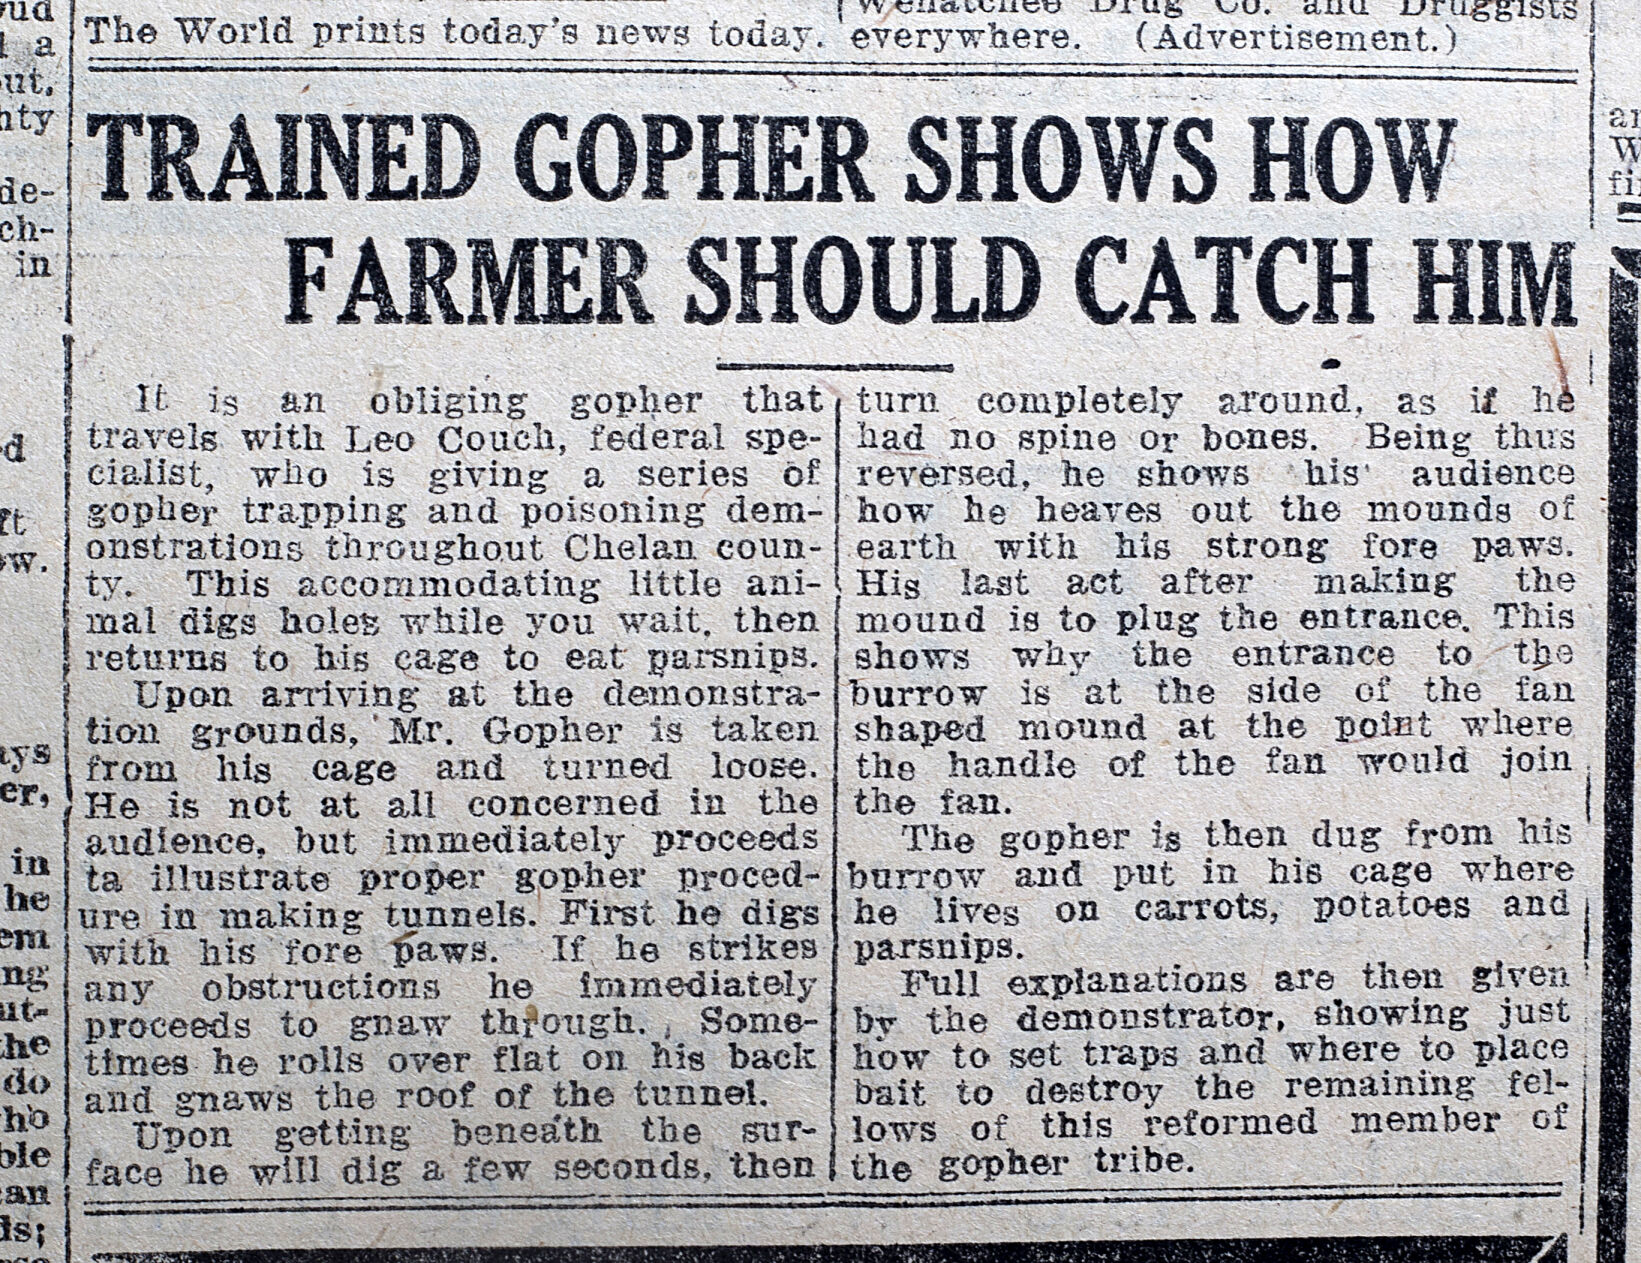 The World prints today's news today.
Wenatchee Drug Co. and Druggists
everywhere. (Advertisement.)
TRAINED GOPHER SHOWS HOW
FARMER SHOULD CATCH HIM
It is an obliging gopher that
travels with Leo Couch, federal spe-
cialist, who is giving a series of
gopher trapping and poisoning dem-
onstrations throughout Chelan coun-
ty. This accommodating little ani-
mal digs holes while you wait, then
returns to his cage to eat parsnips.
Upon arriving at the demonstra-
tion grounds, Mr. Gopher is taken
from his cage and turned loose.
He is not at all concerned in the
audience, but immediately proceeds
ta illustrate proper gopher proced-
ure in making tunnels. First he digs
with his fore paws. If he strikes
any obstructions he immediately
proceeds to gnaw through. Some-
times he rolls over flat on his back
and gnaws the roof of the tunnel.
Upon getting beneath the sur-
face he will dig a few seconds, then
turn completely around, as if he
had no spine or bones. Being thus
reversed, he shows his audience
how he heaves out the mounds of
earth with his strong fore paws.
His last act after making the
mound is to plug the entrance. This
shows why the entrance to the
burrow is at the side of the fan
shaped mound at the point where
the handle of the fan would join
the fan.
The gopher is then dug from his
burrow and put in his cage where
he lives on carrots, potatoes and
parsnips.
Full explanations are then given
by the demonstrator, showing just
how to set traps and where to place
bait to destroy the remaining fel-
lows of this reformed member of
the gopher tribe.